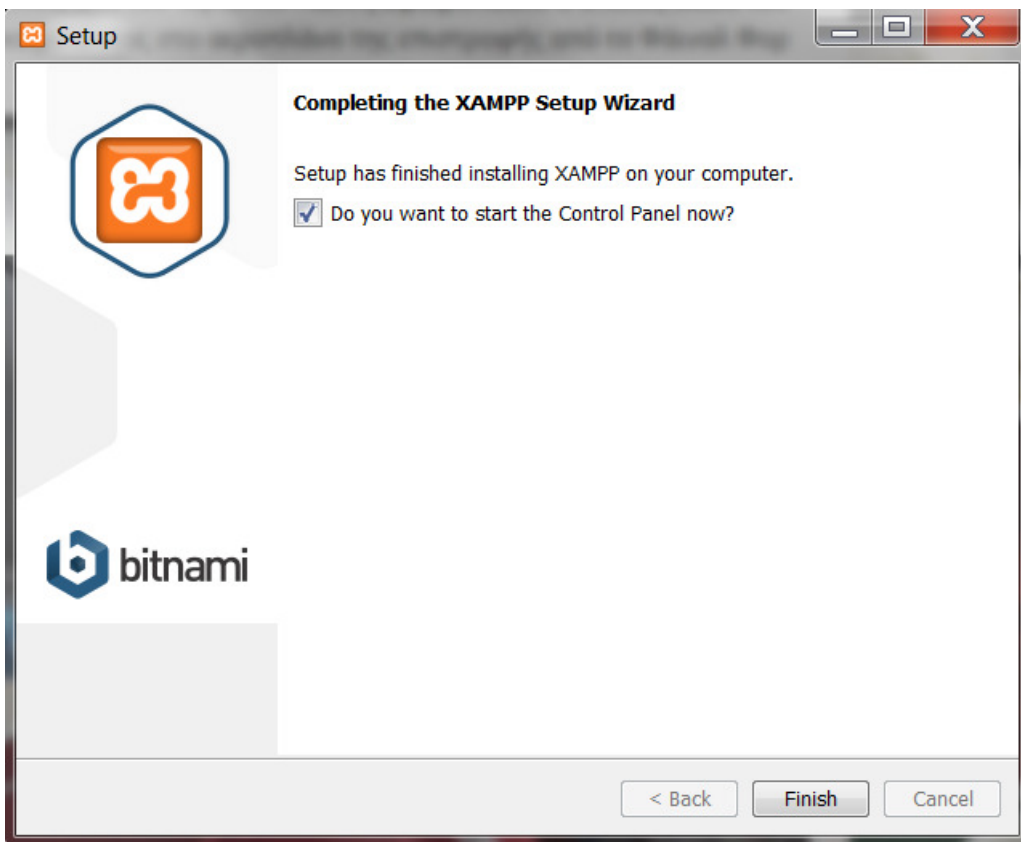 Setup
Completing the XAMPP Setup Wizard
Setup has finished installing XAMPP on your computer.
Do you want to start the Control Panel now?
bitnami
< Back
Finish
Cancel